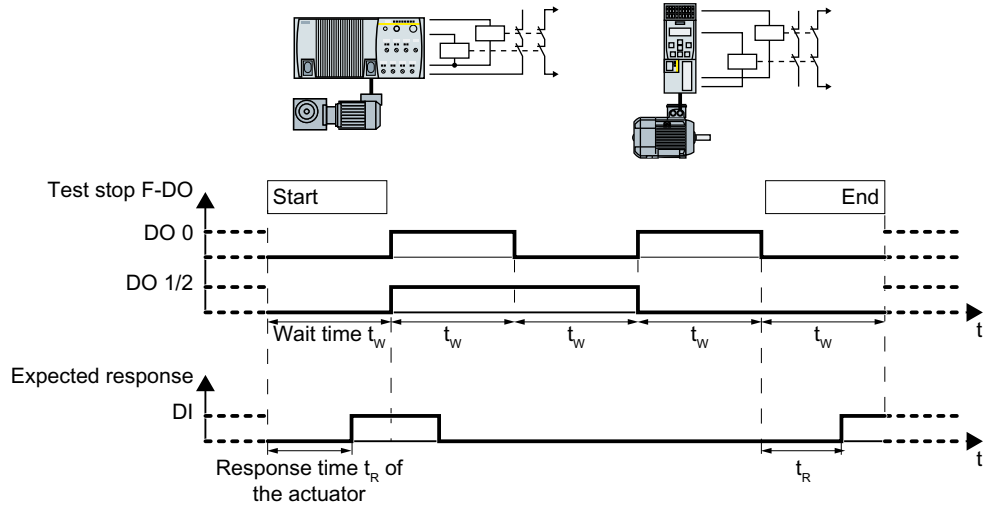 Test stop F-DO
Start
End
DO 0
DO 1/2
Wait time tW
tW
tW
tW
tW
t
Expected response
DI
t
Response time tR of
the actuator
tR